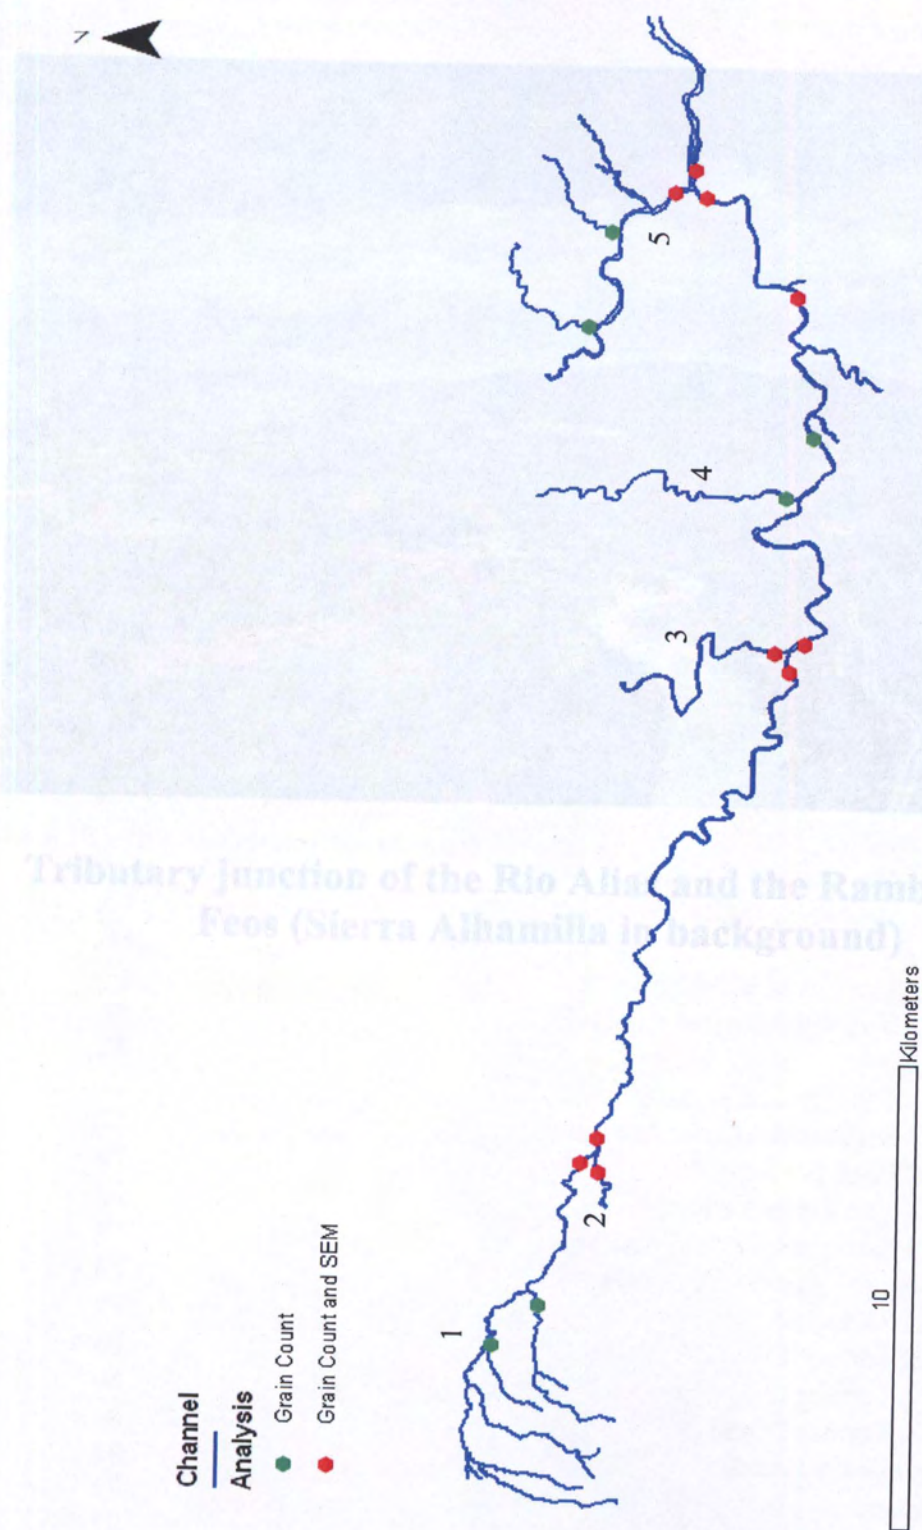 N
Channel
Analysis
Grain Count
Grain Count and SEM
1
2
3
4
5
10
Kilometers
Tributary junction of the Rio Alias and the
Feos (Sierra Alhamilla in background)